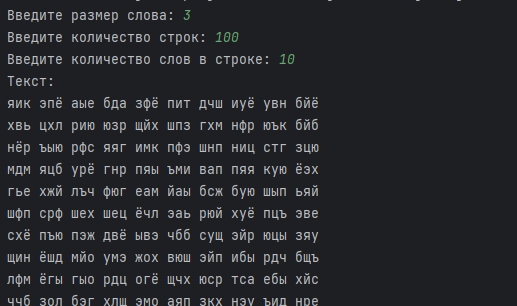 Введите размер слова: 3
Введите количество строк: 100
Введите количество слов в строке: 10
Текст:
яик эпё аые бда зфё пит дчш иуё увн бйё
хвь цхл рию юзр щйх шпз гхм нфр юък бйб
нёр ъыю рфс яяг имк пфэ шнп ниц стг зцю
мдм яцб урё гнр пяы ъми вап пяя кую ёэх
гье хжй лъч фюг еам йаы бсж бую шып ьяй
шфп срф шех шец ёчл эаь рюй хуё пцъ эве
схё пъю пэж двё ывэ чбб сущ эйр юцы зяу
щин ёшд мйо умэ жох вюш эйп ибы рдч бщъ
лфм ёгы гыо рдц огё щчх юср тса ебы хйс
ччб зол бэг хлщ эмо аяп зкх нэу ъид нре